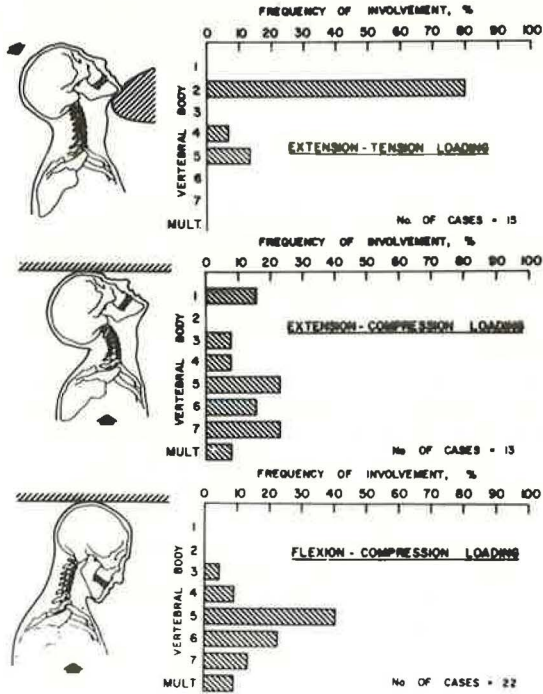 FREQUENCY OF INVOLVEMENT, %
0 10 20 30 40 50 60 70 80 90 100
VERTEBRAL BODY
1
2
3
4
5
6
7
MULT.
EXTENSION-TENSION LOADING
No. OF CASES = 15
FREQUENCY OF INVOLVEMENT, %
0 10 20 30 40 50 60 70 80 90 100
VERTEBRAL BODY
1
2
3
4
5
6
7
MULT
EXTENSION-COMPRESSION LOADING
No OF CASES = 13
FREQUENCY OF INVOLVEMENT, %
0 10 20 30 40 50 60 70 80 90 100
VERTEBRAL BODY
1
2
3
4
5
6
7
MULT
FLEXION-COMPRESSION LOADING
No OF CASES = 22